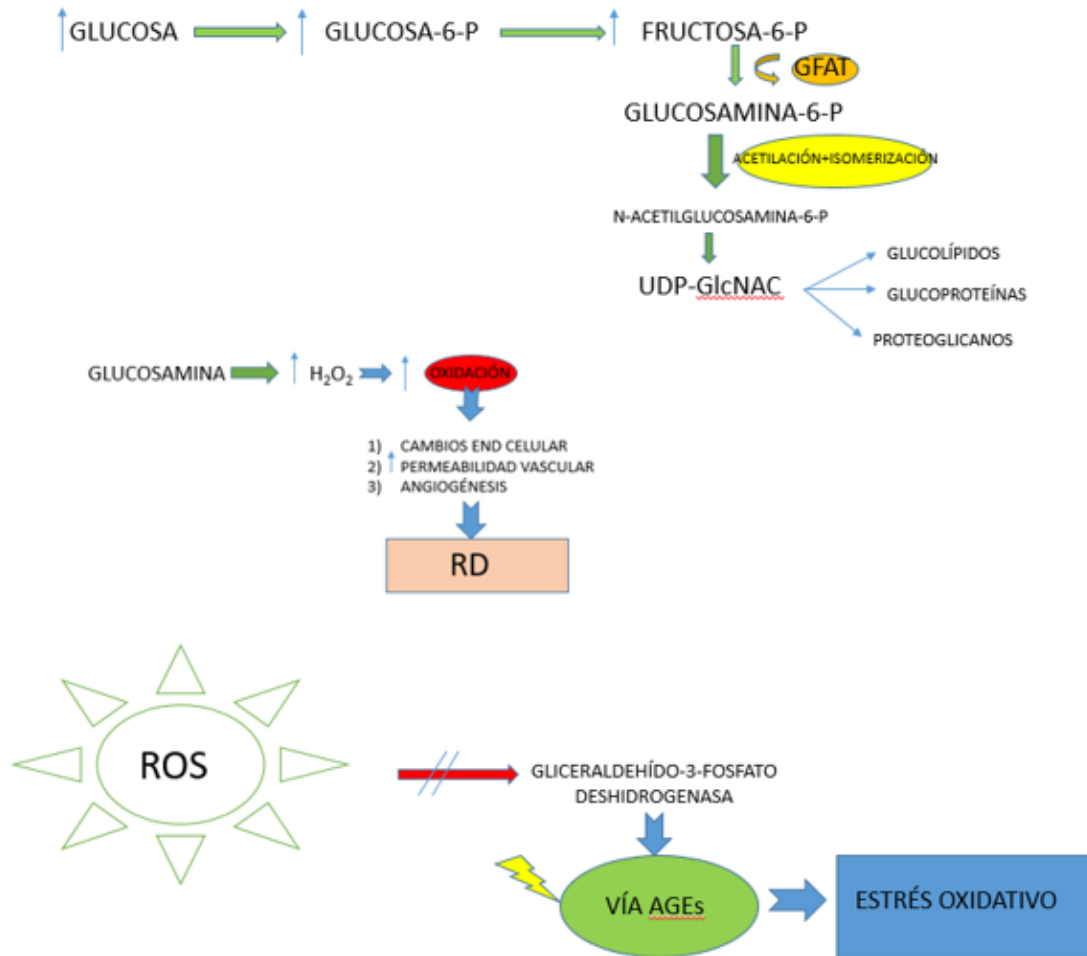 GLUCOSA
GLUCOSA-6-P
FRUCTOSA-6-P
GFAT
GLUCOSAMINA-6-P
ACETILACIÓN+ISOMERIZACIÓN
N-ACETILGLUCOSAMINA-6-P
UDP-GlcNAC
GLUCOLÍPIDOS
GLUCOPROTEÍNAS
PROTEOGLICANOS
GLUCOSAMINA
H₂O₂
OXIDACIÓN
1) CAMBIOS END CELULAR
2) PERMEABILIDAD VASCULAR
3) ANGIOGÉNESIS
RD
ROS
GLICERALDEHÍDO-3-FOSFATO
DESHIDROGENASA
VÍA AGEs
ESTRÉS OXIDATIVO